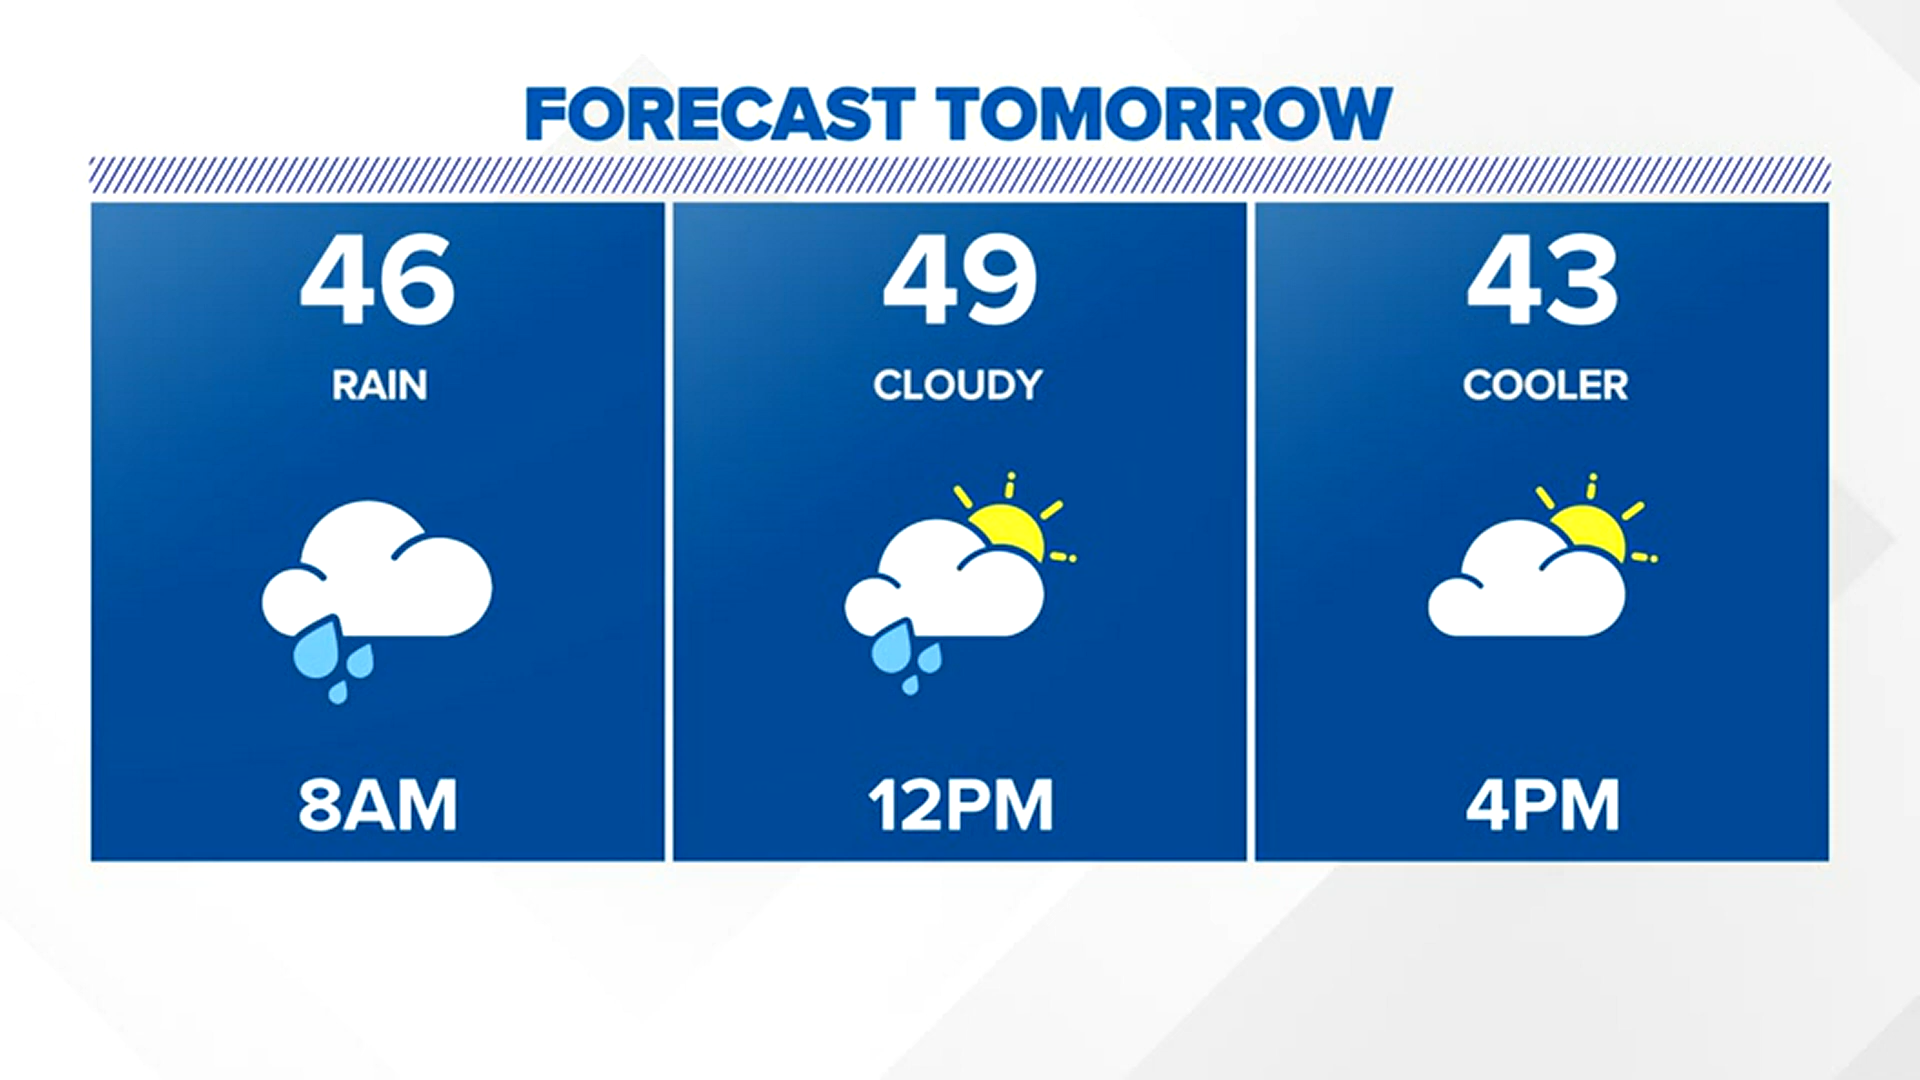 FORECAST TOMORROW
46
RAIN
8AM
49
CLOUDY
12PM
43
COOLER
4PM